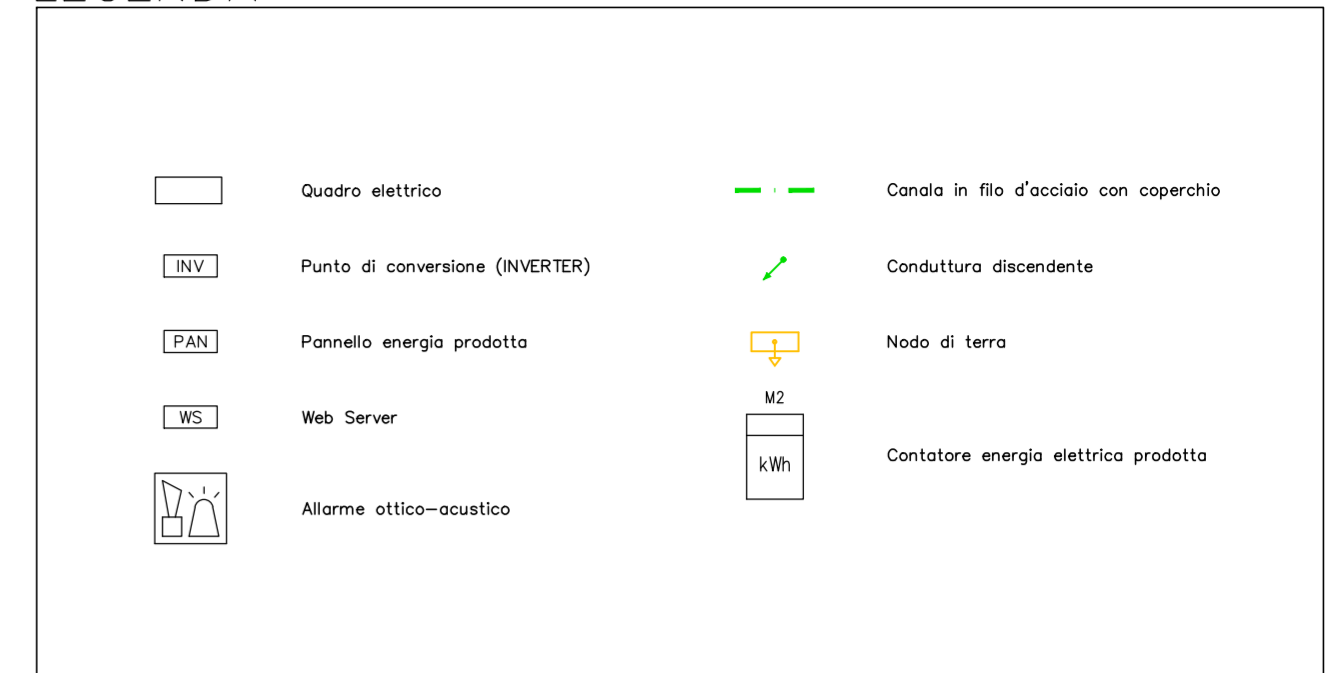 Quadro elettrico
INV
Punto di conversione (INVERTER)
PAN
Pannello energia prodotta
WS
Web Server
Allarme ottico-acustico
Canala in filo d'acciaio con coperchio
Conduttura discendente
Nodo di terra
M2
kWh
Contatore energia elettrica prodotta